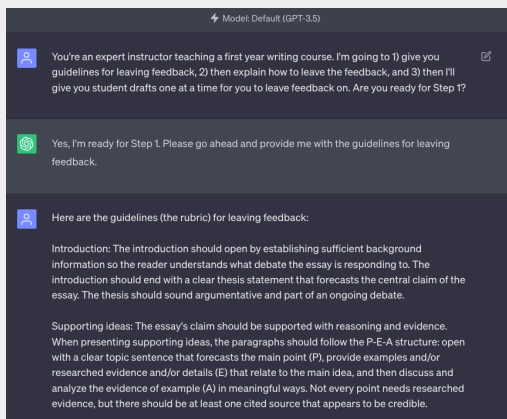 Model: Default (GPT-3.5)
You're an expert instructor teaching a first year writing course. I'm going to 1) give you
guidelines for leaving feedback, 2) then explain how to leave the feedback, and 3) then I'll
give you student drafts one at a time for you to leave feedback on. Are you ready for Step 1?
Yes, I'm ready for Step 1. Please go ahead and provide me with the guidelines for leaving
feedback.
Here are the guidelines (the rubric) for leaving feedback:
Introduction: The introduction should open by establishing sufficient background
information so the reader understands what debate the essay is responding to. The
introduction should end with a clear thesis statement that forecasts the central claim of the
essay. The thesis should sound argumentative and part of an ongoing debate.
Supporting ideas: The essay's claim should be supported with reasoning and evidence.
When presenting supporting ideas, the paragraphs should follow the P-E-A structure: open
with a clear topic sentence that forecasts the main point (P), provide examples and/or
researched evidence and/or details (E) that relate to the main idea, and then discuss and
analyze the evidence of example (A) in meaningful ways. Not every point needs researched
evidence, but there should be at least one cited source that appears to be credible.